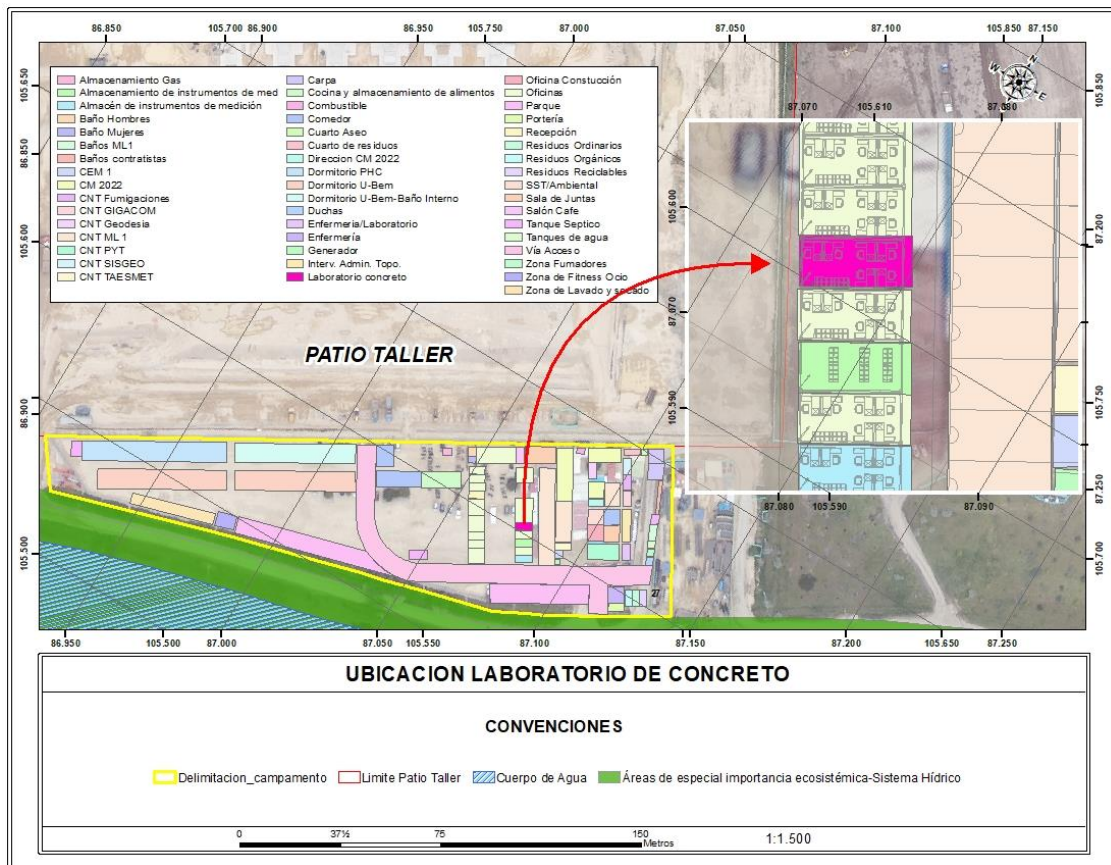 86.850
105.700
86.900
86.950
105.750
87.000
87.050
87.100
105.850
87.150
105.650
86.850
105.600
86.900
105.500
Almacenamiento Gas
Almacenamiento de instrumentos de med
Almacén de instrumentos de medición
Baño Hombres
Baño Mujeres
Baños ML1
Baños contratistas
CEM 1
CM 2022
CNT Fumigaciones
CNT GIGACOM
CNT Geodesia
CNT ML 1
CNT PYT
CNT SISGEO
CNT TAESMET
Carpa
Cocina y almacenamiento de alimentos
Combustible
Comedor
Cuarto Aseo
Cuarto de residuos
Direccion CM 2022
Dormitorio PHC
Dormitorio U-Bem
Dormitorio U-Bem-Baño Interno
Duchas
Enfermeria/Laboratorio
Enfermería
Generador
Interv. Admin. Topo.
Laboratorio concreto
Oficina Constucción
Oficinas
Parque
Portería
Recepción
Residuos Ordinarios
Residuos Orgánicos
Residuos Reciclables
SST/Ambiental
Sala de Juntas
Salón Cafe
Tanque Septico
Tanques de agua
Vía Acceso
Zona Fumadores
Zona de Fitness Ocio
Zona de Lavado y secado
N
W
E
S
87.070
105.610
87.080
105.600
87.070
105.590
87.080
105.590
87.090
105.850
87.200
105.750
87.250
105.700
PATIO TALLER
27
86.950
105.500
87.000
87.050
105.550
87.100
87.150
87.200
105.650
87.250
UBICACION LABORATORIO DE CONCRETO
CONVENCIONES
Delimitacion_campamento
Limite Patio Taller
Cuerpo de Agua
Áreas de especial importancia ecosistémica-Sistema Hídrico
0
37½
75
150
Metros
1:1.500